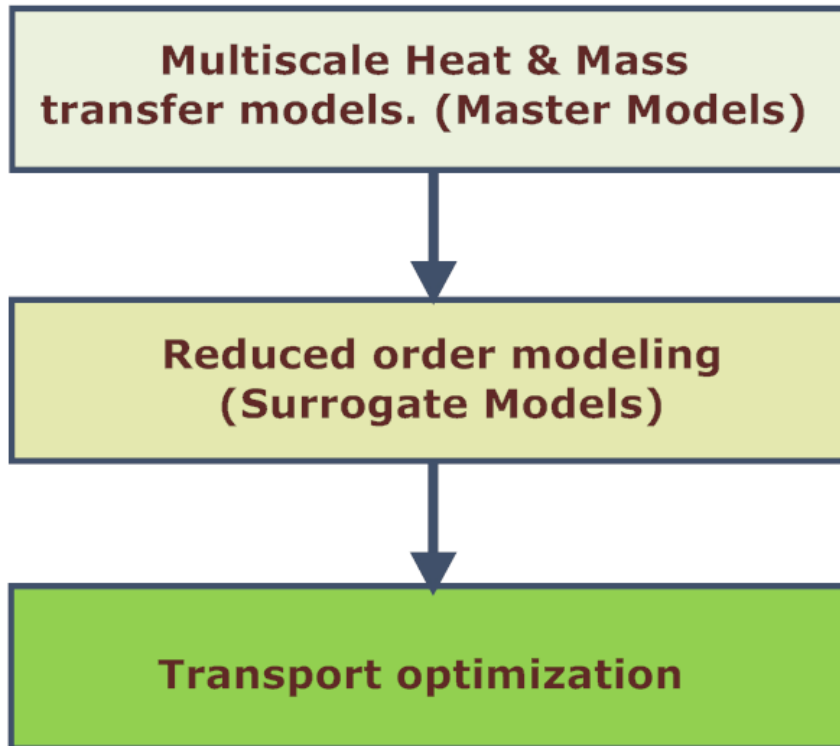 Multiscale Heat & Mass
transfer models. (Master Models)
Reduced order modeling
(Surrogate Models)
Transport optimization